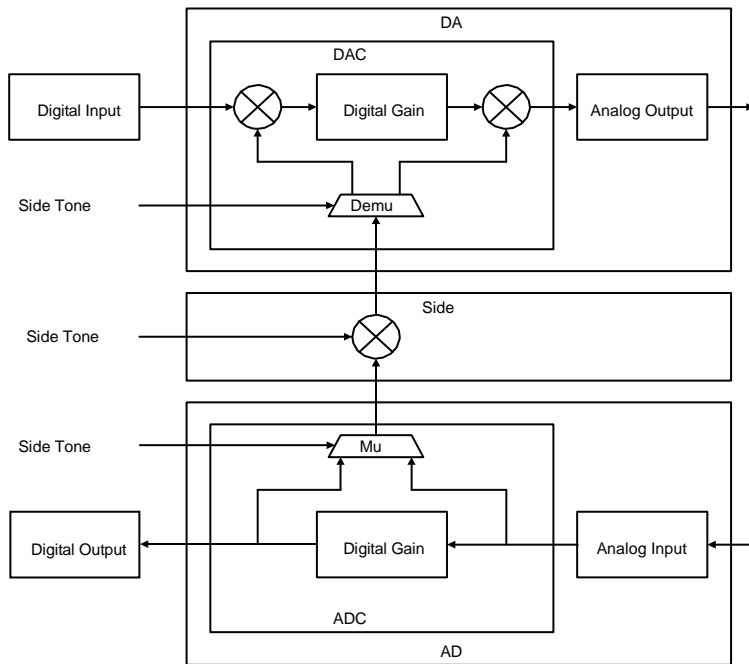 DA
DAC
Digital Input
Digital Gain
Analog Output
Side Tone
Demu
Side
Side Tone
Side Tone
Mu
Digital Output
Digital Gain
Analog Input
ADC
AD